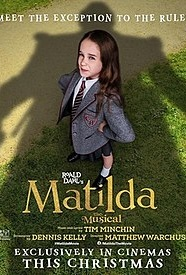 MEET THE EXCEPTION TO THE RULE
ROALD
DAHL's
Matilda
Musical
TIM MINCHIN
DENNIS KELLY MATTHEW WARCHUS
EXCLUSIVELY IN CINEMAS
THIS CHRISTMAS